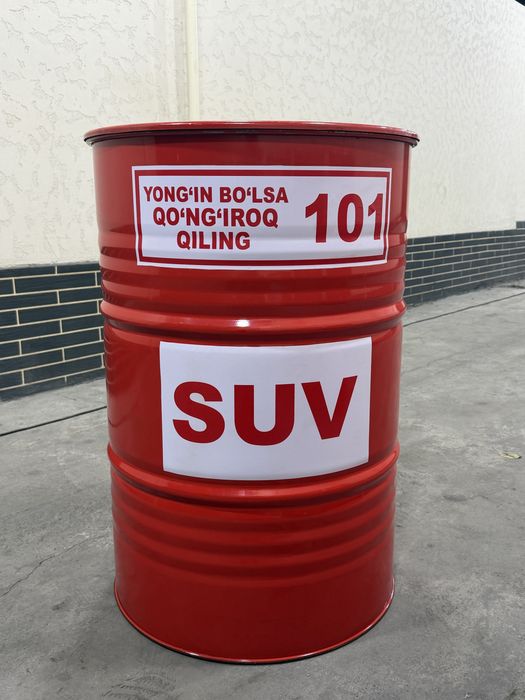 YONG‘IN BO‘LSA
QO‘NG‘IROQ
QILING
101
SUV